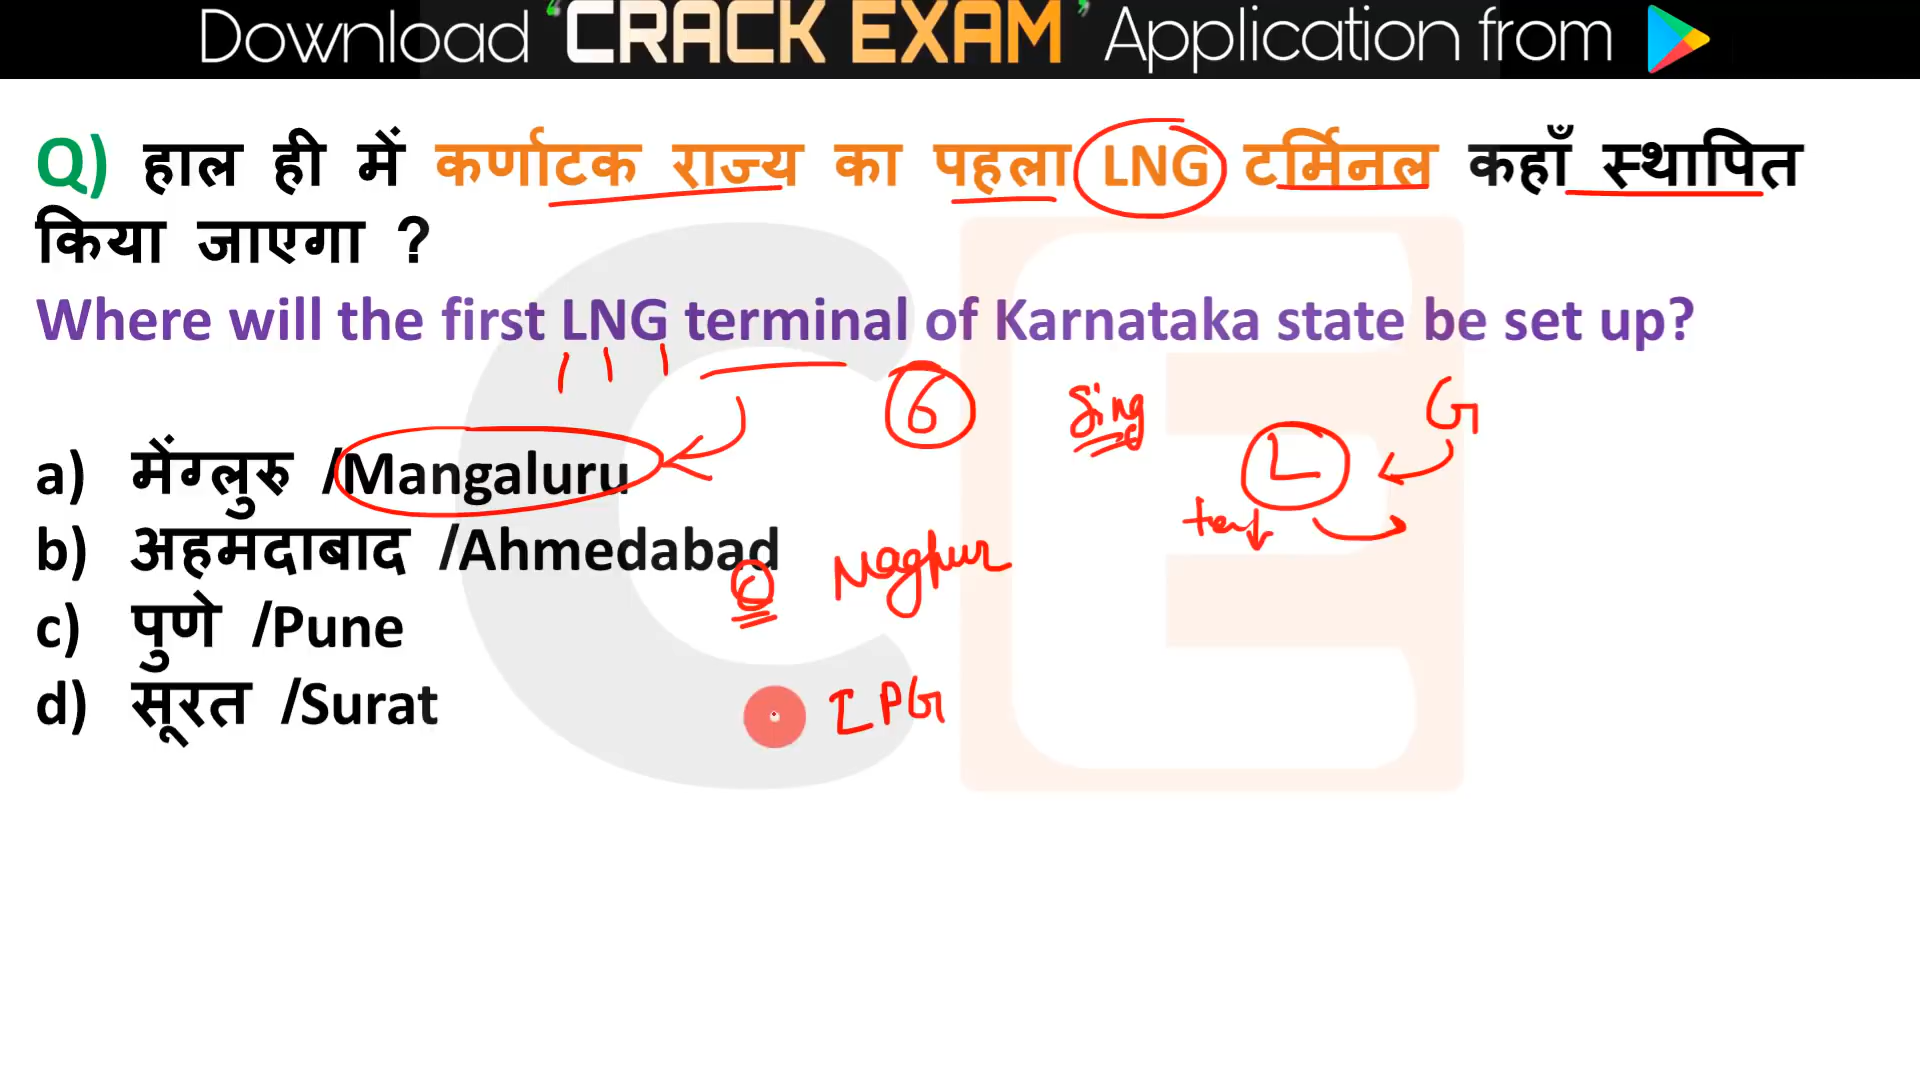 Download 'CRACK EXAM' Application from
Q) हाल ही में कर्णाटक राज्य का पहला LNG टर्मिनल कहाँ स्थापित
किया जाएगा ?
Where will the first LNG terminal of Karnataka state be set up?
6 Sing G
L
a) मेंग्लुरु /Mangaluru
b) अहमदाबाद /Ahmedabad
Nagpur
c) पुणे /Pune
d) सूरत /Surat
LPG
CE